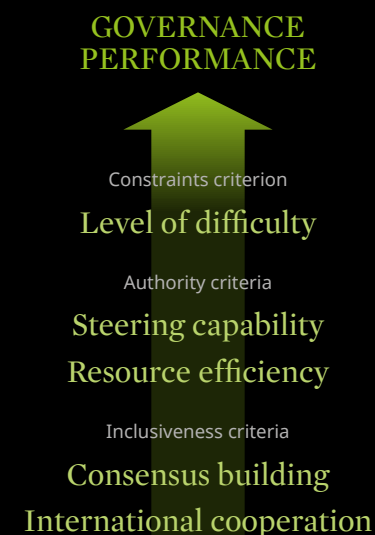 GOVERNANCE
PERFORMANCE
Constraints criterion
Level of difficulty
Authority criteria
Steering capability
Resource efficiency
Inclusiveness criteria
Consensus building
International cooperation